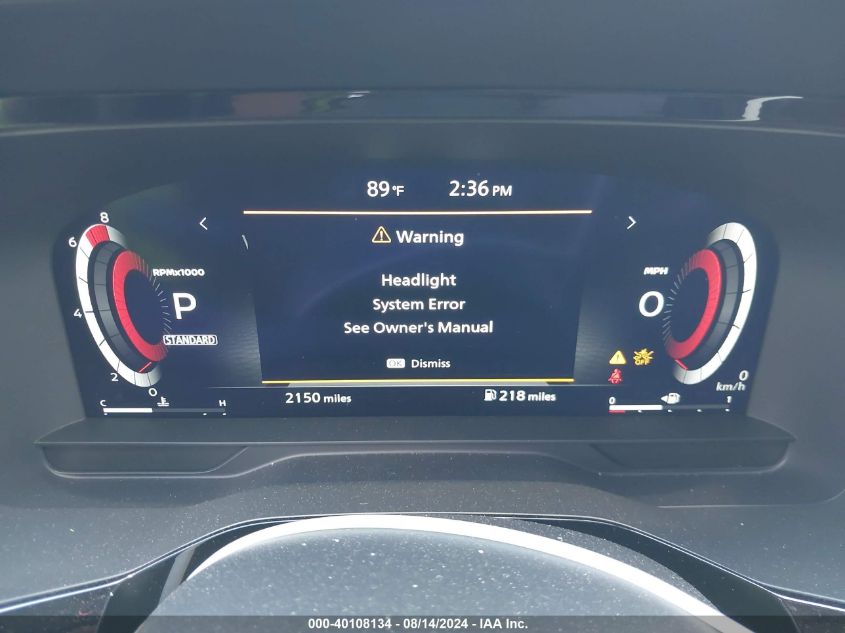 89°F 2:36 PM
Warning
Headlight
System Error
See Owner's Manual
OK Dismiss
8
6
4
2
0
RPMx1000
P
STANDARD
MPH
0
0
km/h
OFF
C H
2150 miles
218 miles
0 1
000-40108134 - 08/14/2024 - IAA Inc.